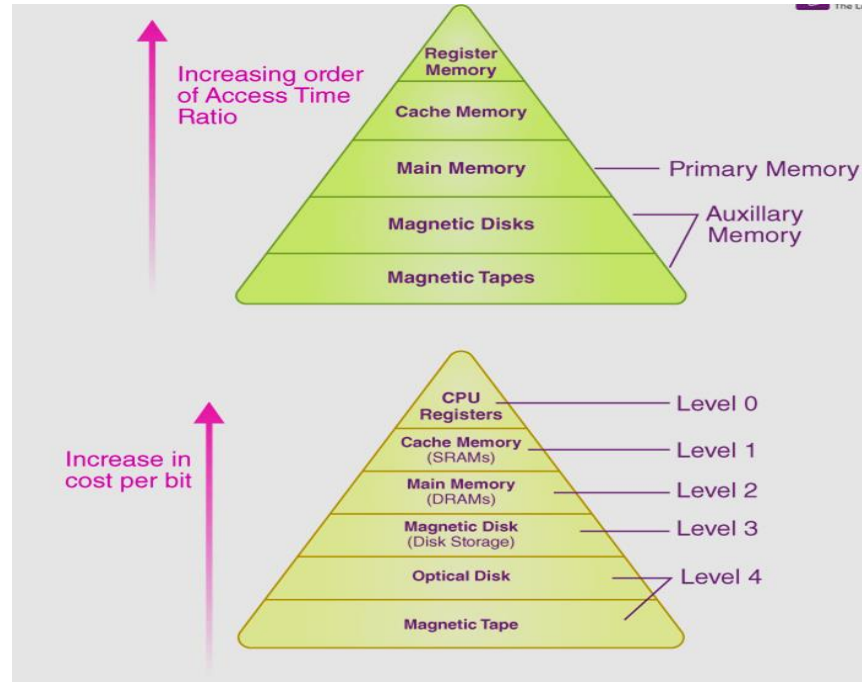 The L
Register
Memory
Increasing order
of Access Time
Ratio
Cache Memory
Main Memory
Primary Memory
Magnetic Disks
Auxillary
Memory
Magnetic Tapes
CPU
Registers
Level 0
Cache Memory
(SRAMs)
Level 1
Increase in
cost per bit
Main Memory
(DRAMs)
Level 2
Magnetic Disk
(Disk Storage)
Level 3
Optical Disk
Level 4
Magnetic Tape